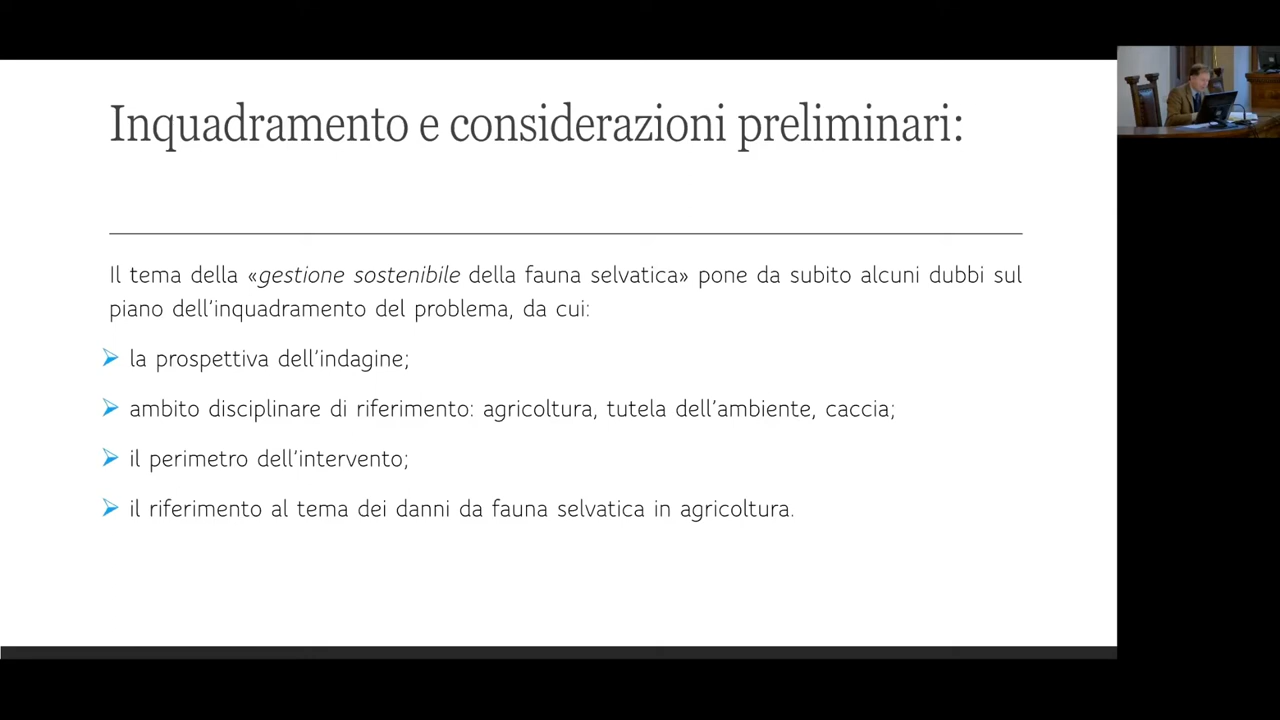 Inquadramento e considerazioni preliminari:
Il tema della «gestione sostenibile della fauna selvatica» pone da subito alcuni dubbi sul
piano dell'inquadramento del problema, da cui:
la prospettiva dell'indagine;
ambito disciplinare di riferimento: agricoltura, tutela dell'ambiente, caccia;
il perimetro dell'intervento;
il riferimento al tema dei danni da fauna selvatica in agricoltura.